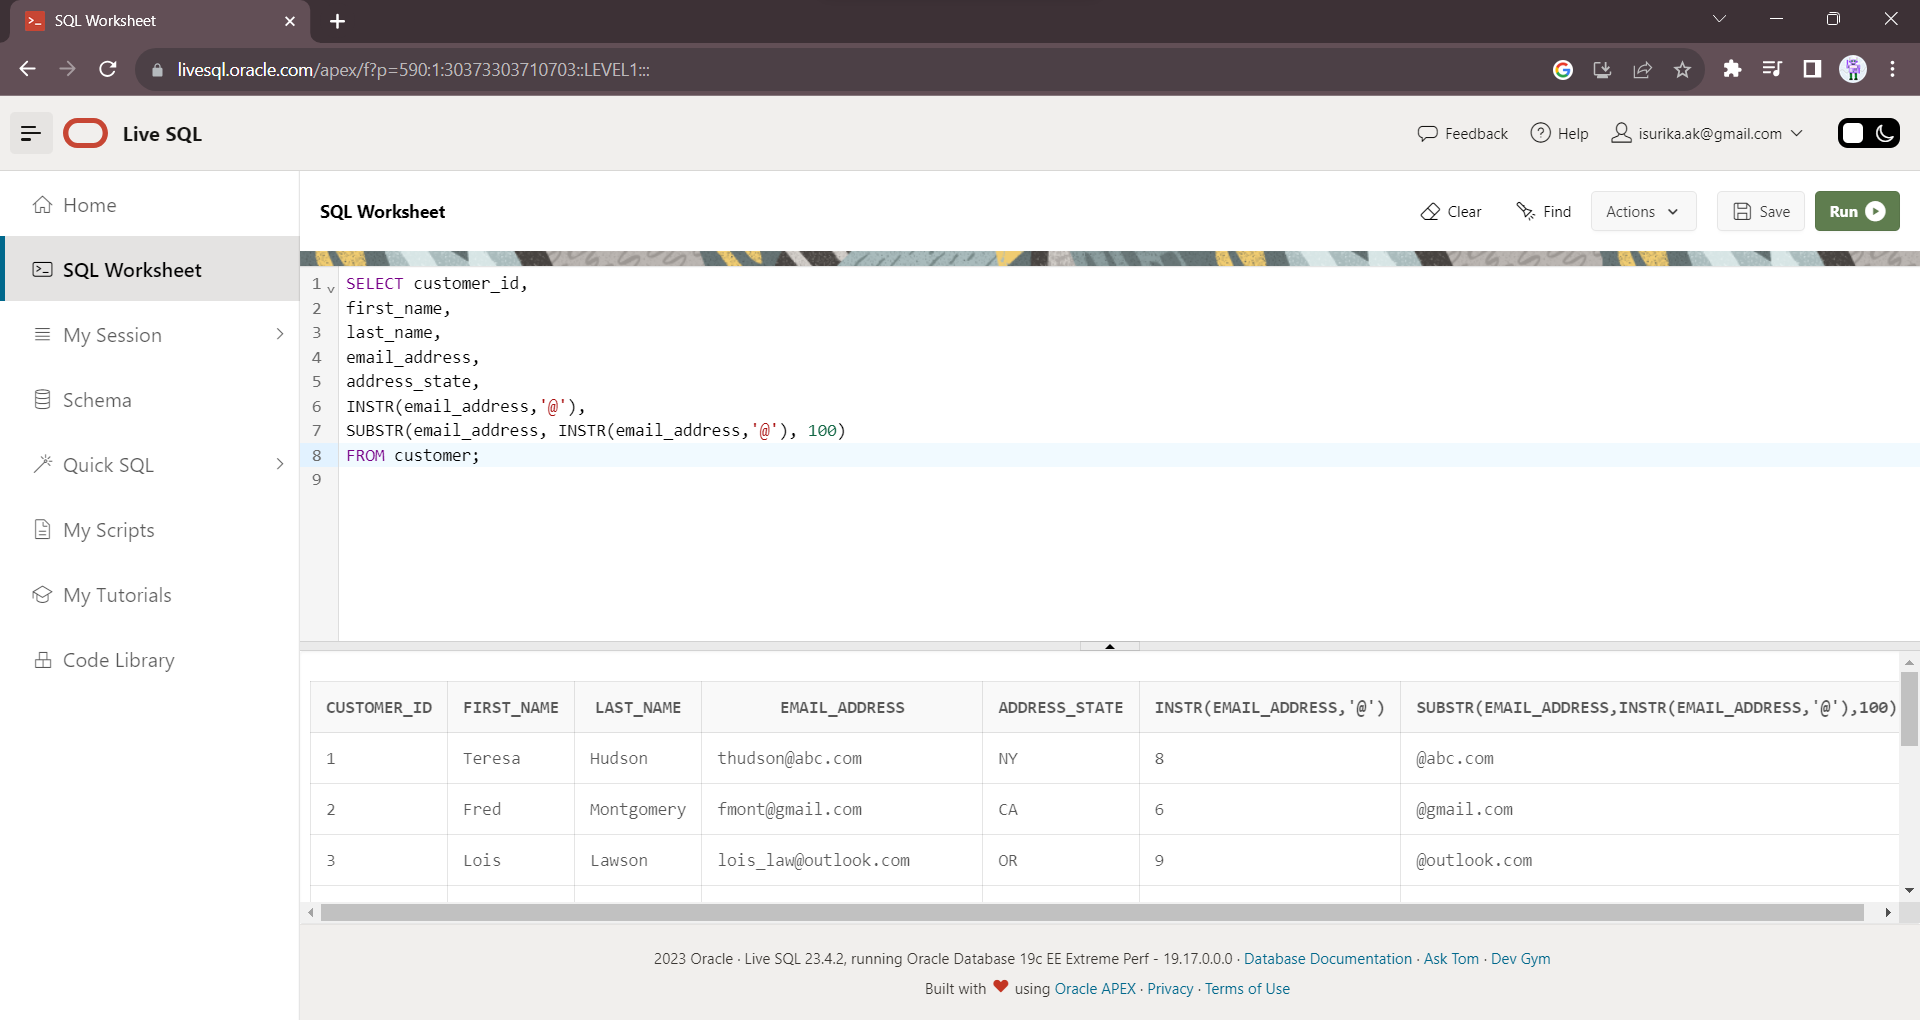 SQL Worksheet
livesql.oracle.com/apex/f?p=590:1:30373303710703::LEVEL1:::
Live SQL
Feedback
Help
isurika.ak@gmail.com
Home
SQL Worksheet
My Session
Schema
Quick SQL
My Scripts
My Tutorials
Code Library
SQL Worksheet
Clear
Find
Actions
Save
Run
1 SELECT customer_id,
2 first_name,
3 last_name,
4 email_address,
5 address_state,
6 INSTR(email_address,'@'),
7 SUBSTR(email_address, INSTR(email_address,'@'), 100)
8 FROM customer;
9
CUSTOMER_ID FIRST_NAME LAST_NAME EMAIL_ADDRESS ADDRESS_STATE INSTR(EMAIL_ADDRESS,'@') SUBSTR(EMAIL_ADDRESS,INSTR(EMAIL_ADDRESS,'@'),100)
1 Teresa Hudson thudson@abc.com NY 8 @abc.com
2 Fred Montgomery fmont@gmail.com CA 6 @gmail.com
3 Lois Lawson lois_law@outlook.com OR 9 @outlook.com
2023 Oracle · Live SQL 23.4.2, running Oracle Database 19c EE Extreme Perf - 19.17.0.0.0 · Database Documentation · Ask Tom · Dev Gym
Built with ❤ using Oracle APEX · Privacy · Terms of Use